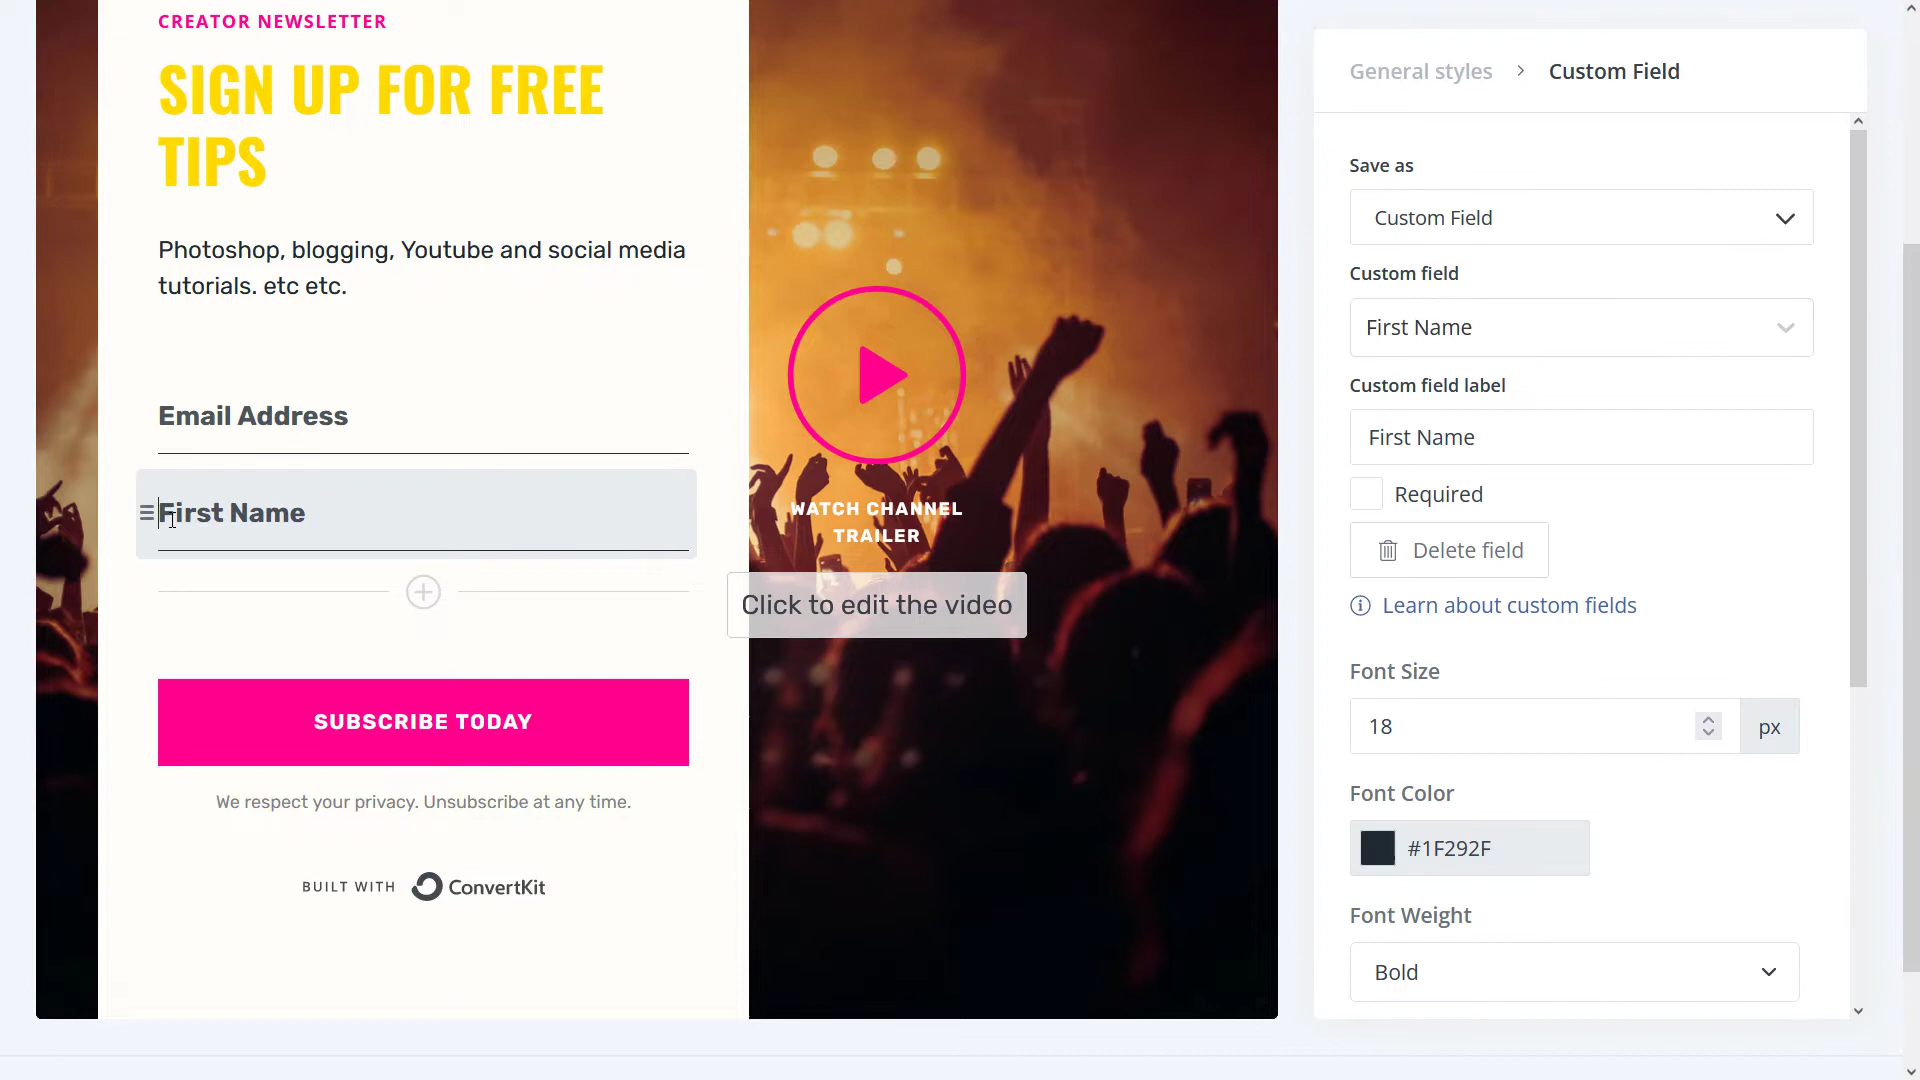 CREATOR NEWSLETTER
SIGN UP FOR FREE
TIPS
Photoshop, blogging, Youtube and social media
tutorials. etc etc.
Email Address
First Name
SUBSCRIBE TODAY
We respect your privacy. Unsubscribe at any time.
BUILT WITH ConvertKit
WATCH CHANNEL
TRAILER
Click to edit the video
General styles > Custom Field
Save as
Custom Field
Custom field
First Name
Custom field label
First Name
Required
Delete field
Learn about custom fields
Font Size
18 px
Font Color
#1F292F
Font Weight
Bold